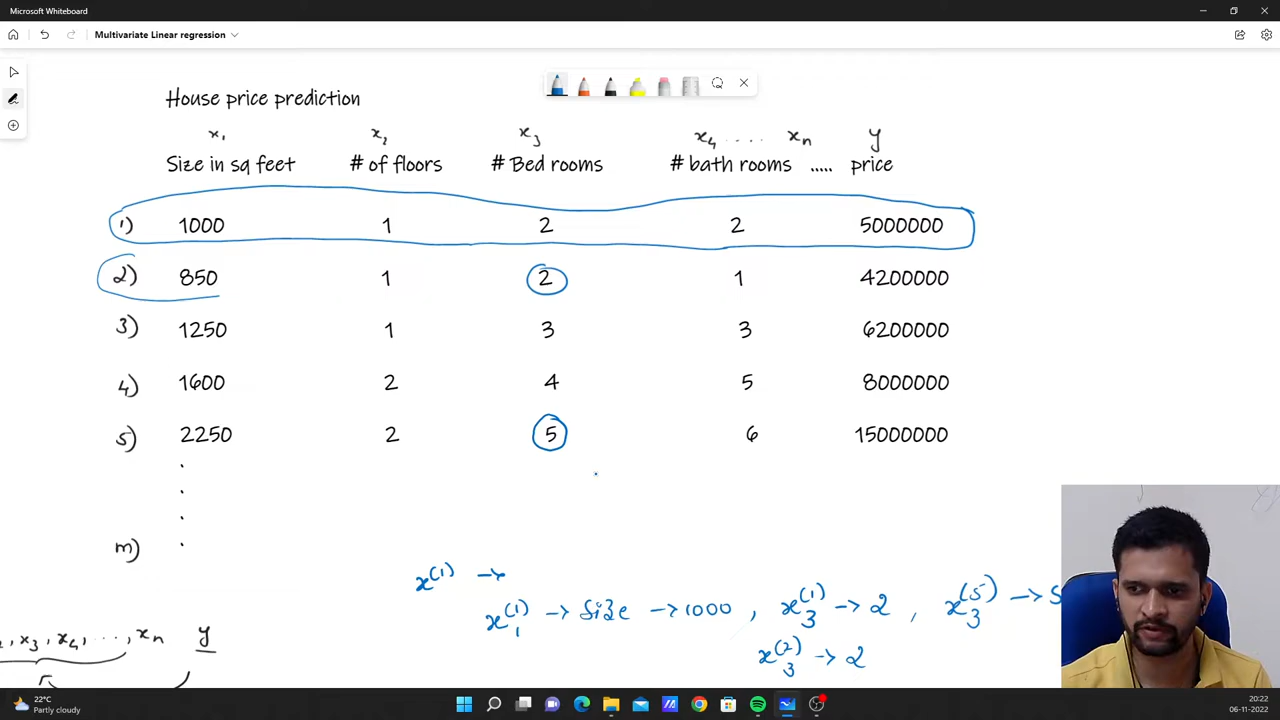 Microsoft Whiteboard
Multivariate Linear regression
House price prediction
x₁ x₂ x₃ x₄ .... xₙ y
Size in sq feet # of floors # Bed rooms # bath rooms ..... price
1) 1000 1 2 2 5000000
2) 850 1 2 1 4200000
3) 1250 1 3 3 6200000
4) 1600 2 4 5 8000000
5) 2250 2 5 6 15000000
m)
x⁽¹⁾ →
x₁⁽¹⁾ → Size → 1000 , x₃⁽¹⁾ → 2 , x₃⁽⁵⁾ → 5
x₃⁽²⁾ → 2
, x₃, x₄, ..., xₙ y
22°C
Partly cloudy
20:22
06-11-2022